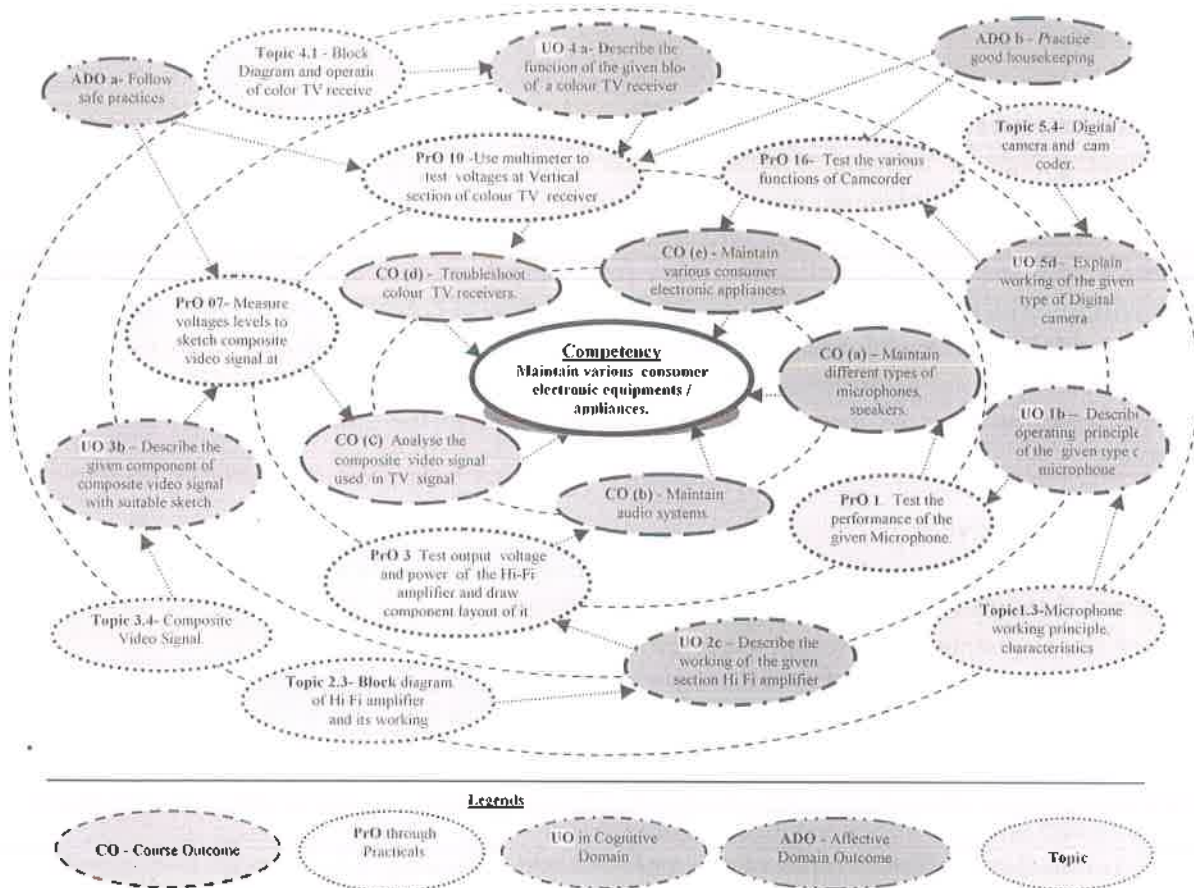 Topic 4.1 - Block
Diagram and operati
of color TV receive
UO 4 a- Describe the
function of the given blo
of a colour TV receiver
ADO b - Practice
good housekeeping
ADO a- Follow
safe practices
PrO 10 -Use multimeter to
test voltages at Vertical
section of colour TV receiver
PrO 16- Test the various
functions of Camcorder
Topic 5.4- Digital
camera and cam
coder.
CO (d) - Troubleshoot
colour TV receivers.
CO (e) - Maintain
various consumer
electronic appliances
UO 5d - Explain
working of the given
type of Digital
camera
PrO 07- Measure
voltages levels to
sketch composite
video signal at
Competency
Maintain various consumer
electronic equipments /
appliances.
CO (a) – Maintain
different types of
microphones,
speakers.
UO 3b – Describe the
given component of
composite video signal
with suitable sketch
CO (C) Analyse the
composite video signal
used in TV signal
CO (b) - Maintain
audio systems
UO 1b – Describe
operating principle
of the given type c
microphone
PrO 1 Test the
performance of the
given Microphone.
PrO 3 Test output voltage
and power of the Hi-Fi
amplifier and draw
component layout of it
Topic 3.4- Composite
Video Signal.
UO 2c – Describe the
working of the given
section Hi Fi amplifier
Topic1.3-Microphone
working principle,
characteristics
Topic 2.3- Block diagram
of Hi Fi amplifier
and its working
Legends
CO - Course Outcome
PrO through
Practicals
UO in Cognitive
Domain
ADO - Affective
Domain Outcome
Topic